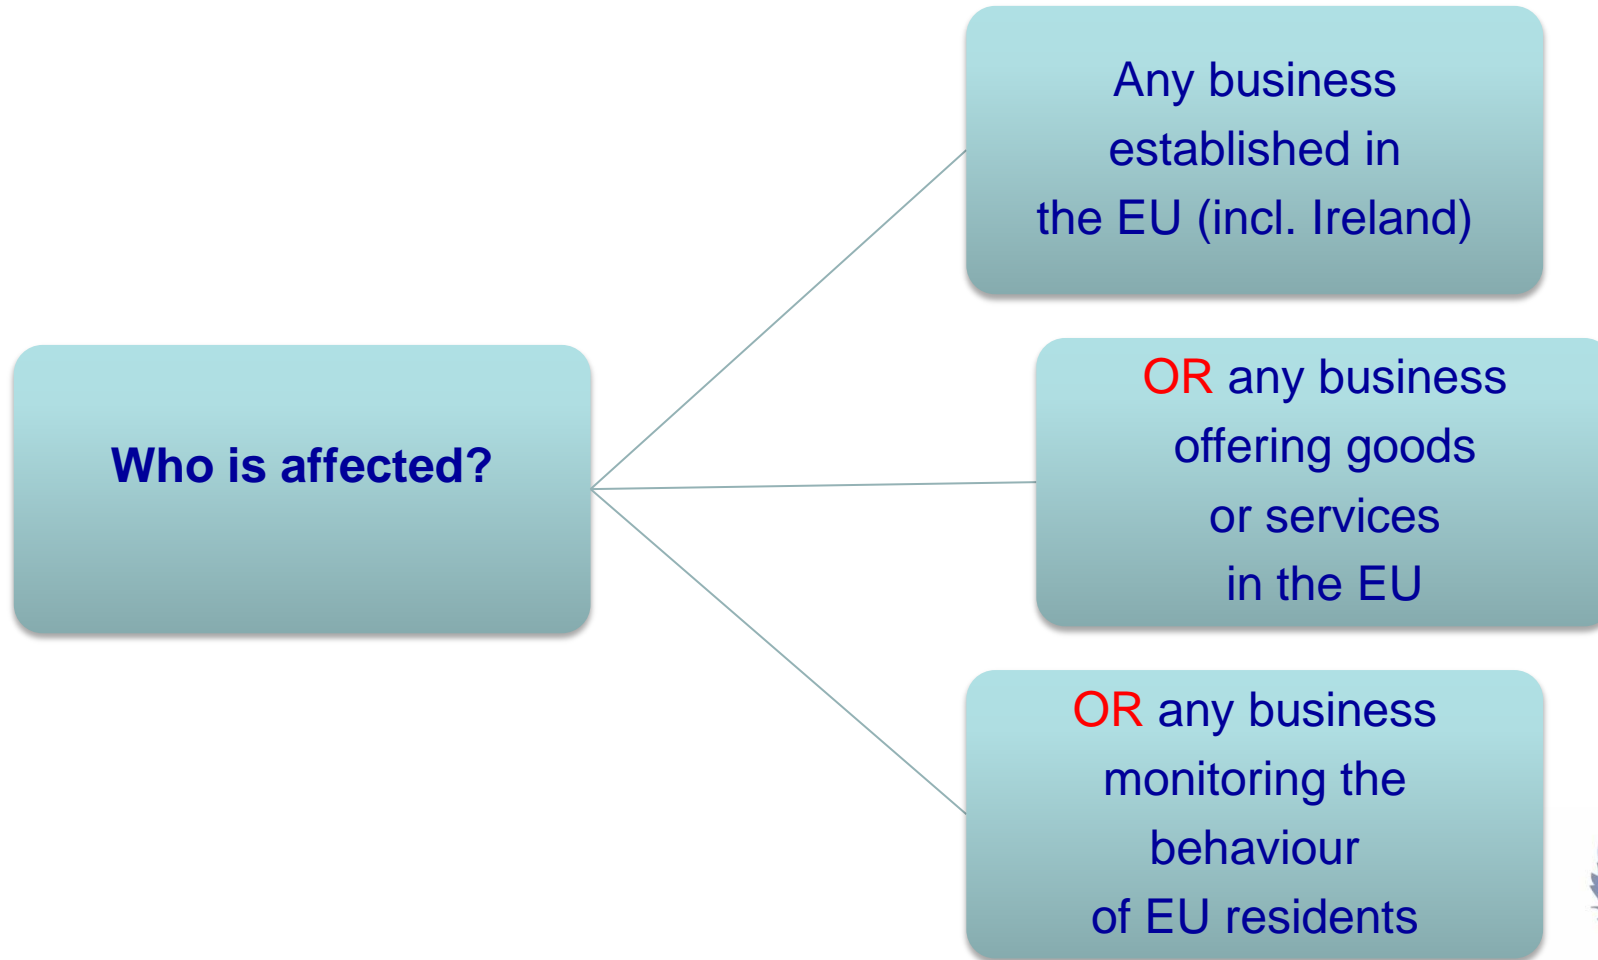 Any business
established in
the EU (incl. Ireland)
Who is affected?
OR any business
offering goods
or services
in the EU
OR any business
monitoring the
behaviour
of EU residents